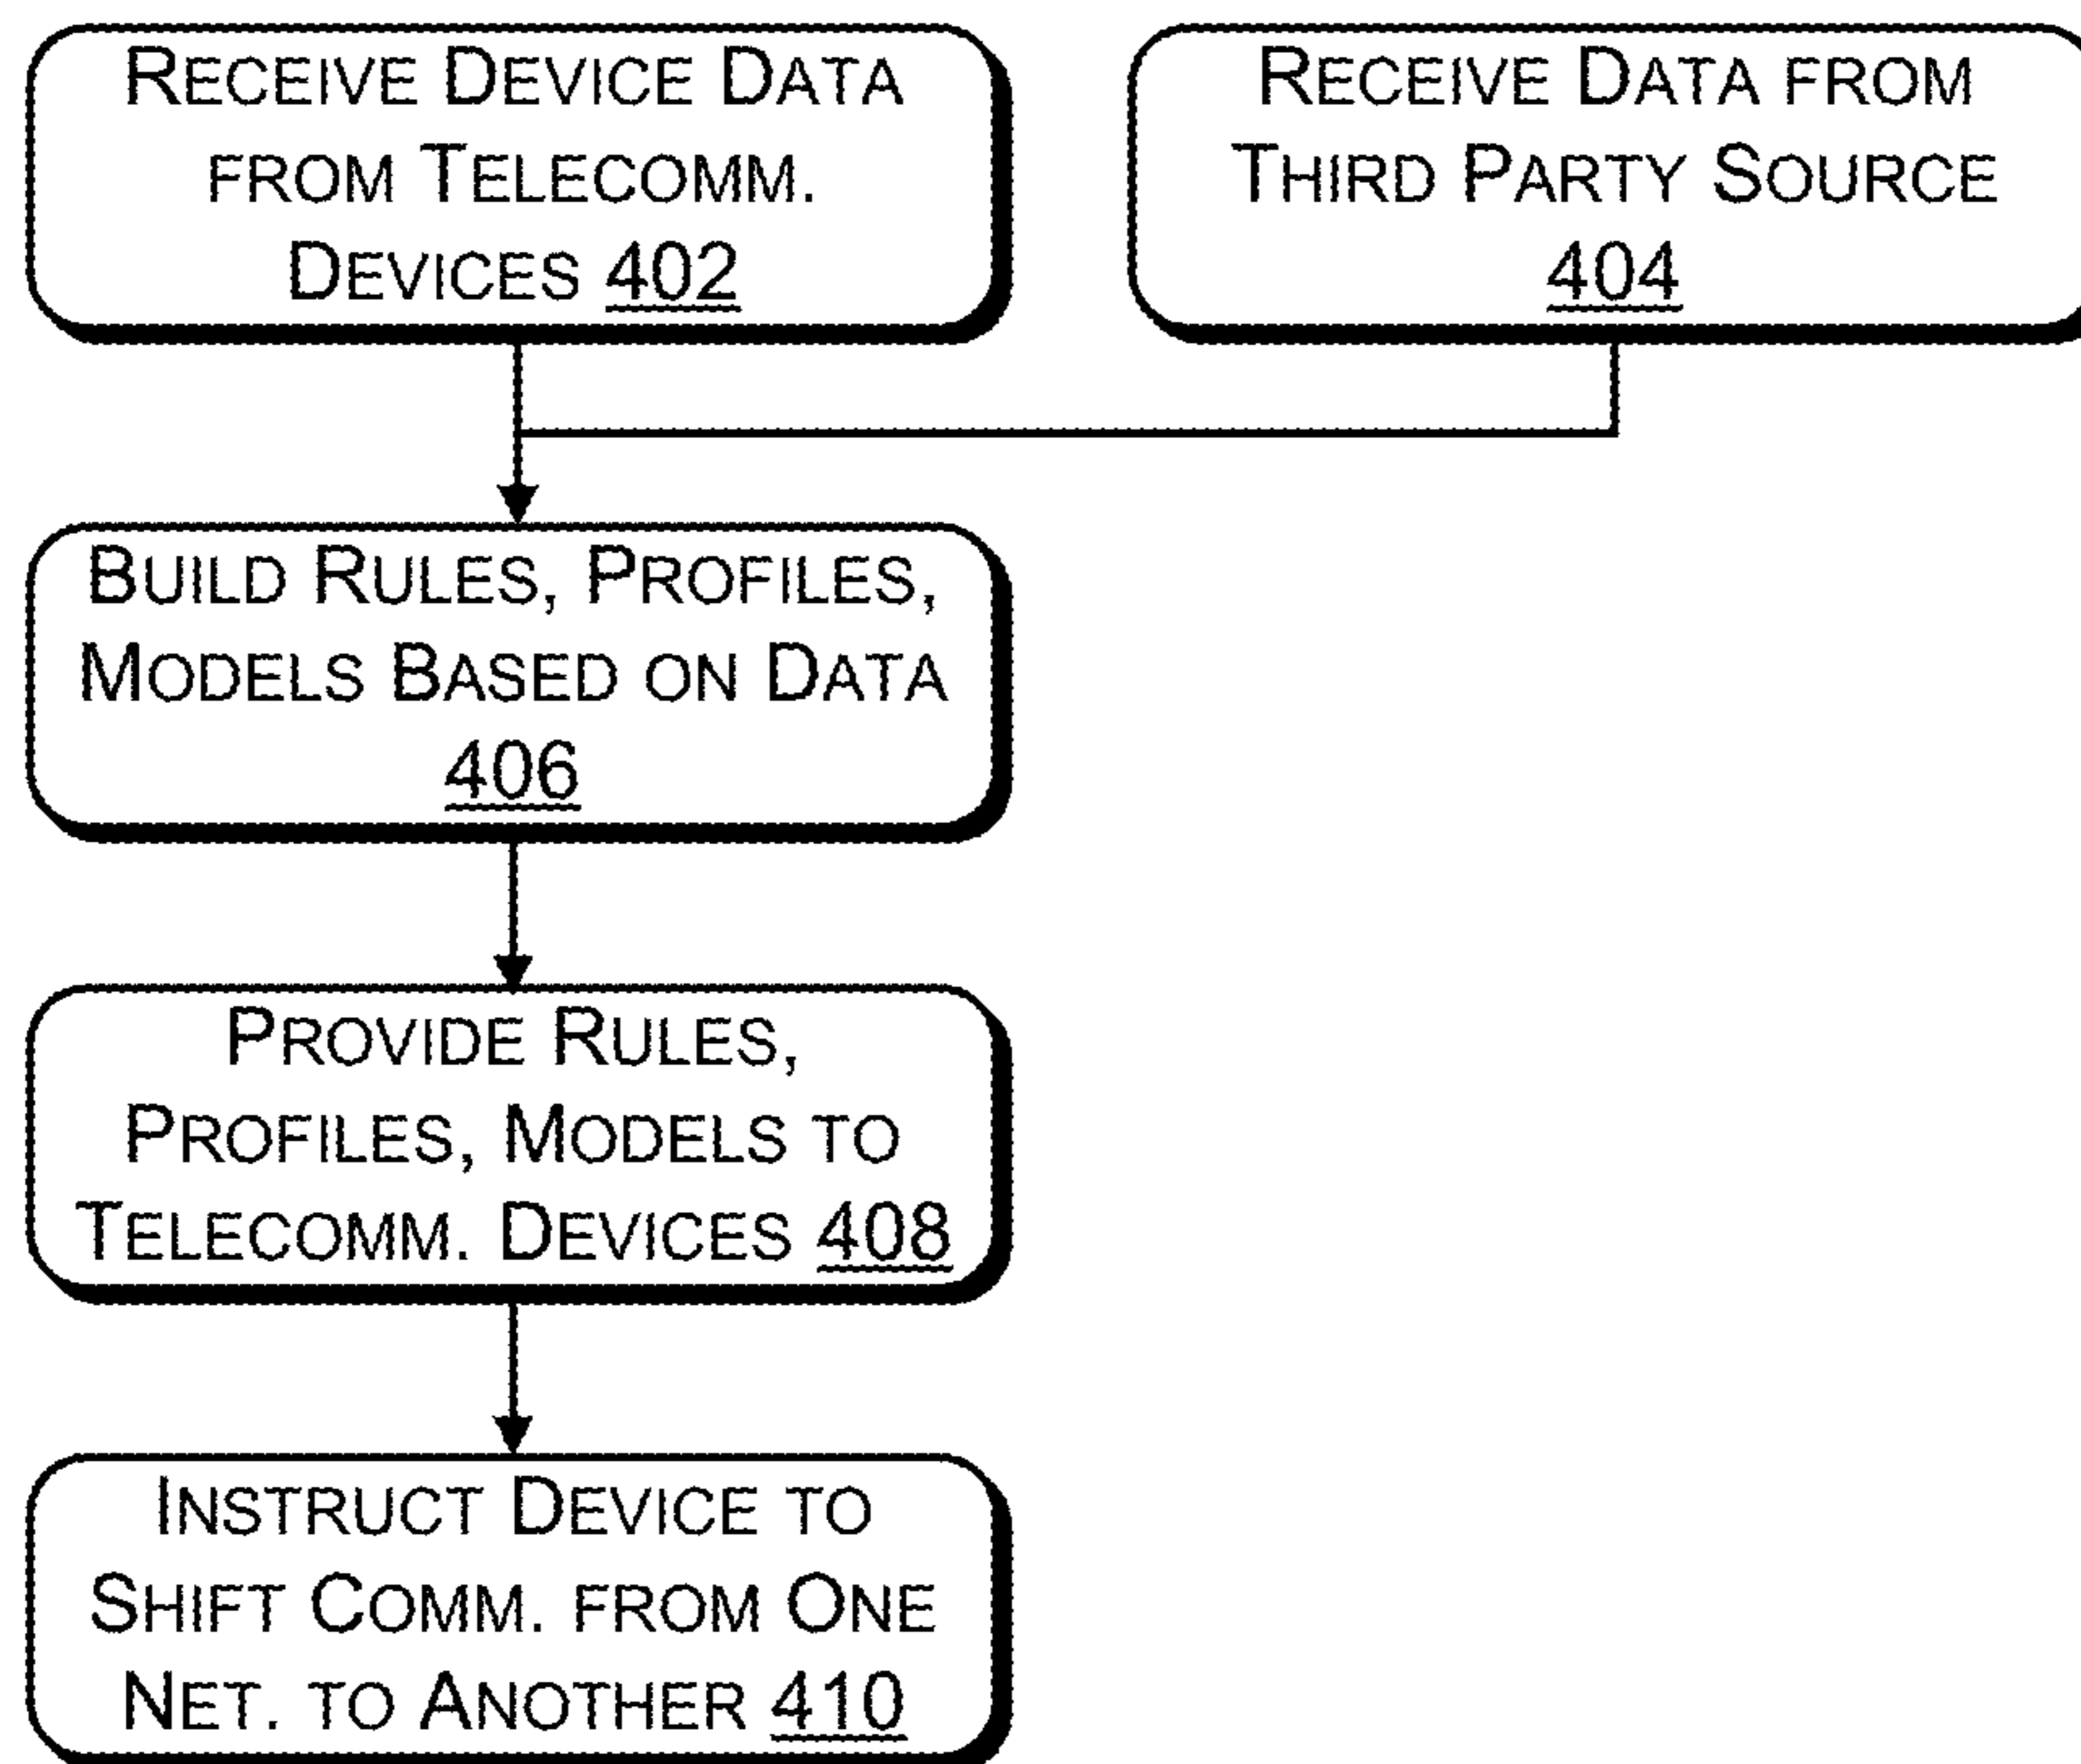 RECEIVE DEVICE DATA
FROM TELECOMM.
DEVICES 402
RECEIVE DATA FROM
THIRD PARTY SOURCE
404
BUILD RULES, PROFILES,
MODELS BASED ON DATA
406
PROVIDE RULES,
PROFILES, MODELS TO
TELECOMM. DEVICES 408
INSTRUCT DEVICE TO
SHIFT COMM. FROM ONE
NET. TO ANOTHER 410